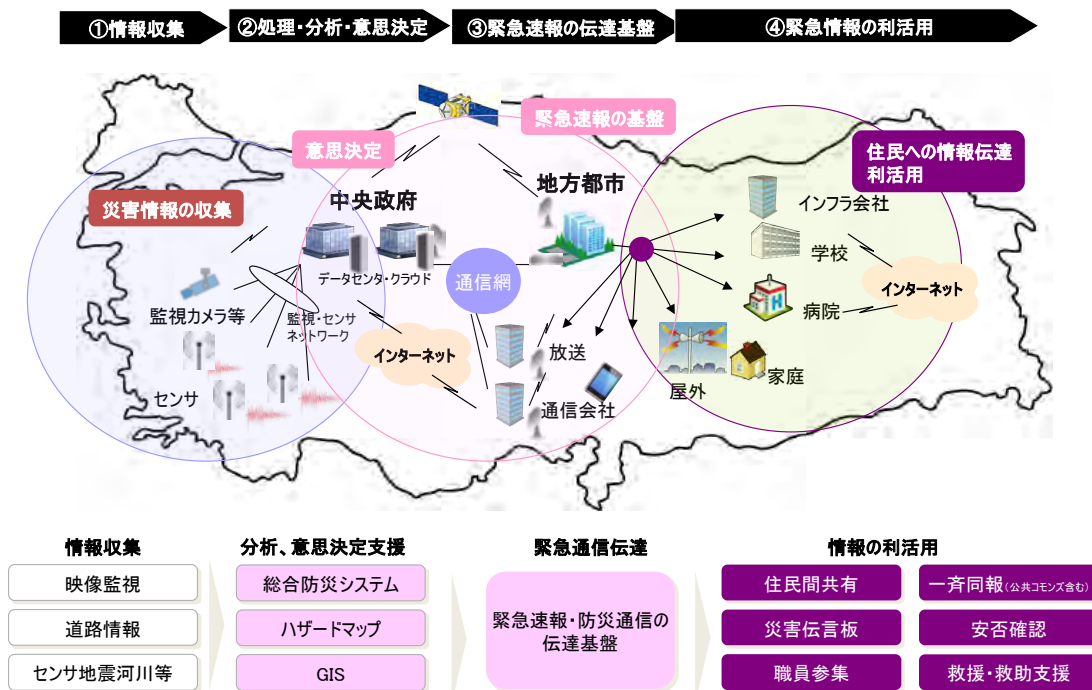 ①情報収集
②処理・分析・意思決定
③緊急速報の伝達基盤
④緊急情報の利活用
緊急速報の基盤
意思決定
住民への情報伝達
利活用
災害情報の収集
中央政府
地方都市
インフラ会社
学校
データセンタ・クラウド
通信網
インターネット
病院
監視カメラ等
監視・センサ
ネットワーク
インターネット
放送
家庭
屋外
センサ
通信会社
H
情報収集
映像監視
道路情報
センサ地震河川等
分析、意思決定支援
総合防災システム
ハザードマップ
GIS
緊急通信伝達
緊急速報・防災通信の
伝達基盤
情報の利活用
住民間共有
一斉同報(公共コモンズ含む)
災害伝言板
安否確認
職員参集
救援・救助支援